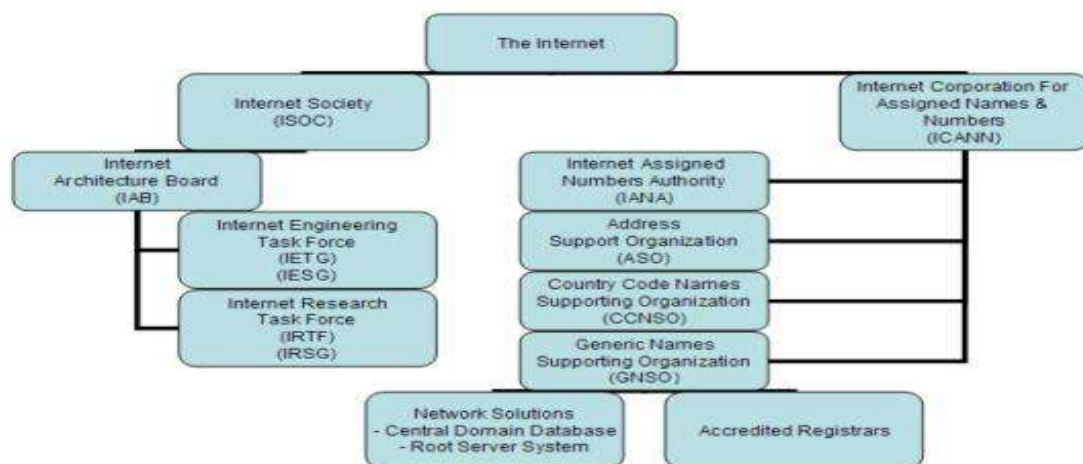 The Internet
Internet Society
(ISOC)
Internet Corporation For
Assigned Names &
Numbers
(ICANN)
Internet
Architecture Board
(IAB)
Internet Engineering
Task Force
(IETG)
(IESG)
Internet Research
Task Force
(IRTF)
(IRSG)
Internet Assigned
Numbers Authority
(IANA)
Address
Support Organization
(ASO)
Country Code Names
Supporting Organization
(CCNSO)
Generic Names
Supporting Organization
(GNSO)
Network Solutions
- Central Domain Database
- Root Server System
Accredited Registrars